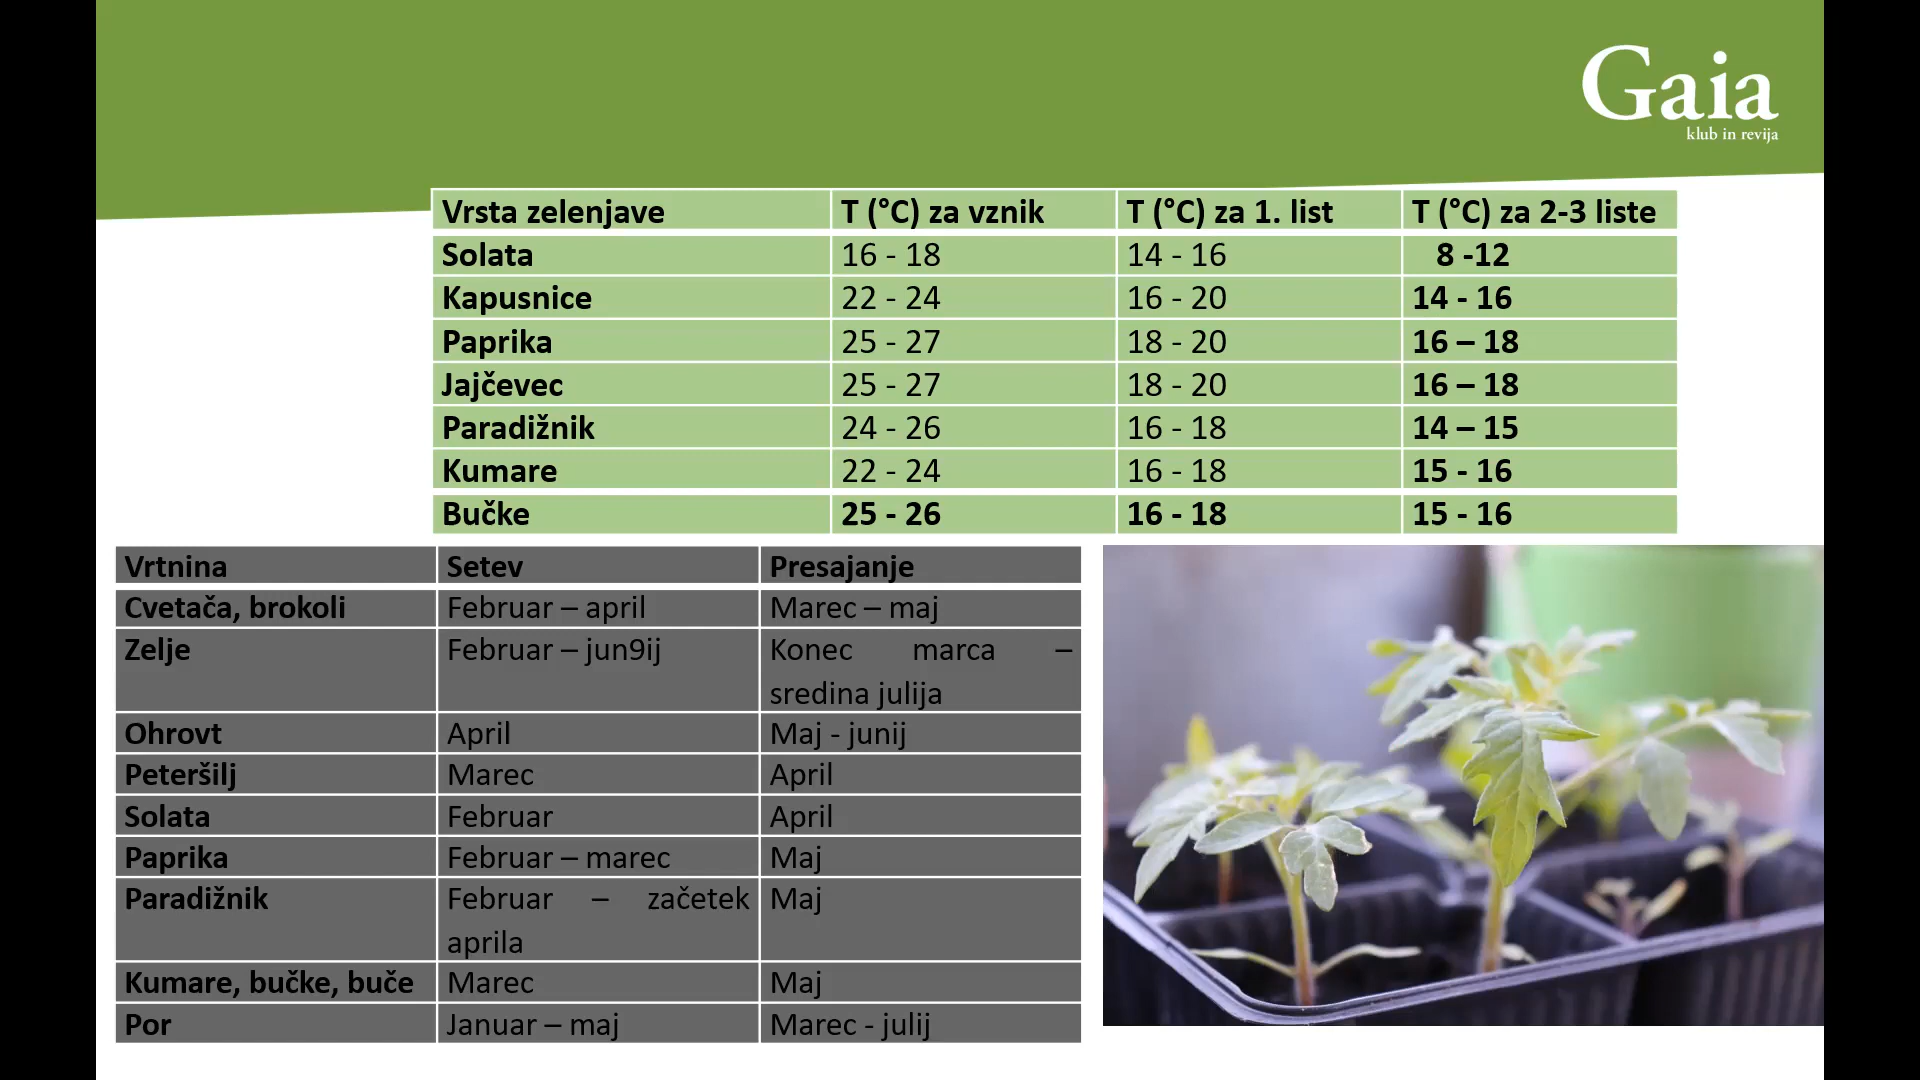 Gaia
klub in revija
Vrsta zelenjave T (°C) za vznik T (°C) za 1. list T (°C) za 2-3 liste
Solata 16 - 18 14 - 16 8 -12
Kapusnice 22 - 24 16 - 20 14 - 16
Paprika 25 - 27 18 - 20 16 – 18
Jajčevec 25 - 27 18 - 20 16 – 18
Paradižnik 24 - 26 16 - 18 14 – 15
Kumare 22 - 24 16 - 18 15 - 16
Bučke 25 - 26 16 - 18 15 - 16
Vrtnina Setev Presajanje
Cvetača, brokoli Februar – april Marec – maj
Zelje Februar – jun9ij Konec marca –
sredina julija
Ohrovt April Maj - junij
Peteršilj Marec April
Solata Februar April
Paprika Februar – marec Maj
Paradižnik Februar – začetek Maj
aprila
Kumare, bučke, buče Marec Maj
Por Januar – maj Marec - julij